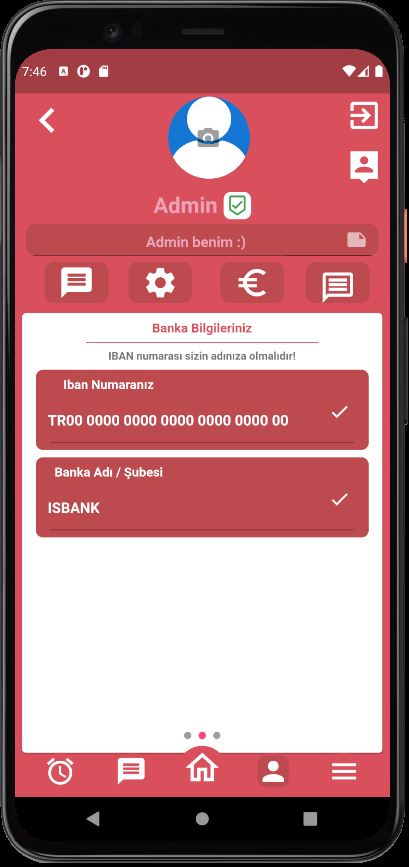 7:46
Admin
Admin benim :)
Banka Bilgileriniz
IBAN numarası sizin adınıza olmalıdır!
Iban Numaranız
TR00 0000 0000 0000 0000 0000 00
Banka Adı / Şubesi
ISBANK